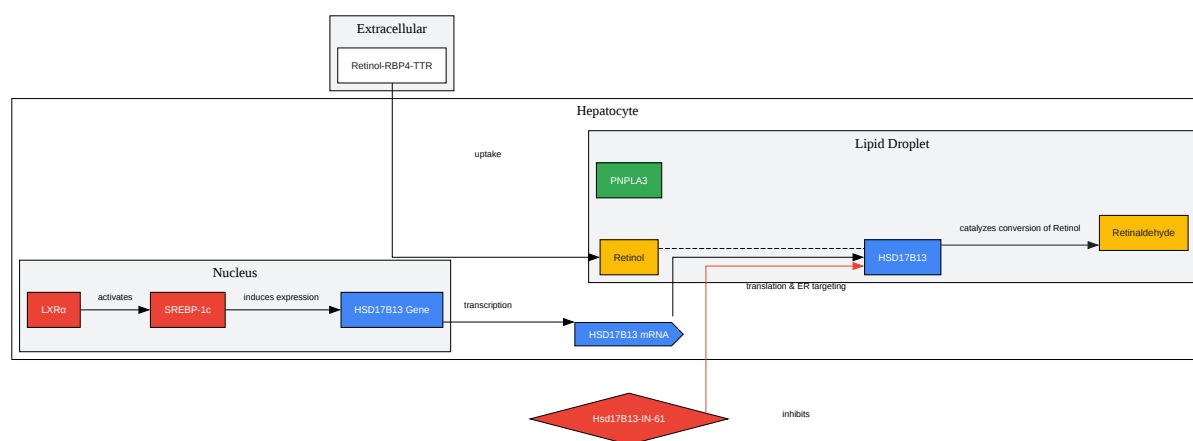 Extracellular
Retinol-RBP4-TTR
Hepatocyte
uptake
Lipid Droplet
PNPLA3
Retinol
HSD17B13
catalyzes conversion of Retinol
Retinaldehyde
Nucleus
LXRα
activates
SREBP-1c
induces expression
HSD17B13 Gene
transcription
HSD17B13 mRNA
translation & ER targeting
Hsd17B13-IN-61
inhibits